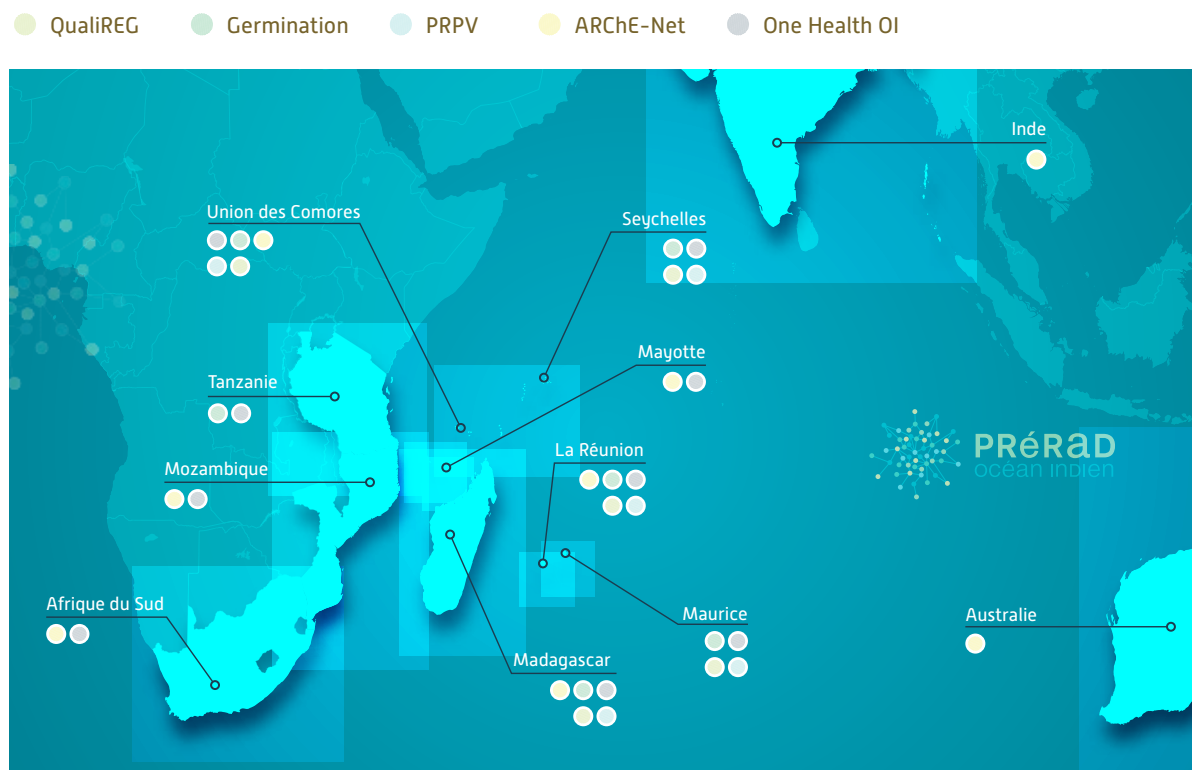 QualiREG Germination PRPV ARChE-Net One Health OI
Inde
Union des Comores
Seychelles
Mayotte
Tanzanie
PRéRaD
océan indien
La Réunion
Mozambique
Afrique du Sud
Maurice
Australie
Madagascar